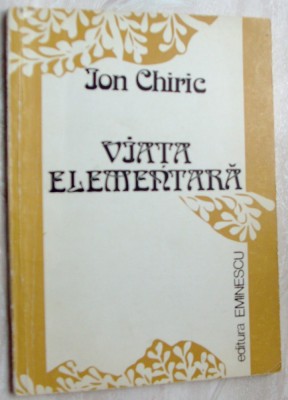 Ion Chiric
VIAȚA
ELEMENTARĂ
editura EMINESCU